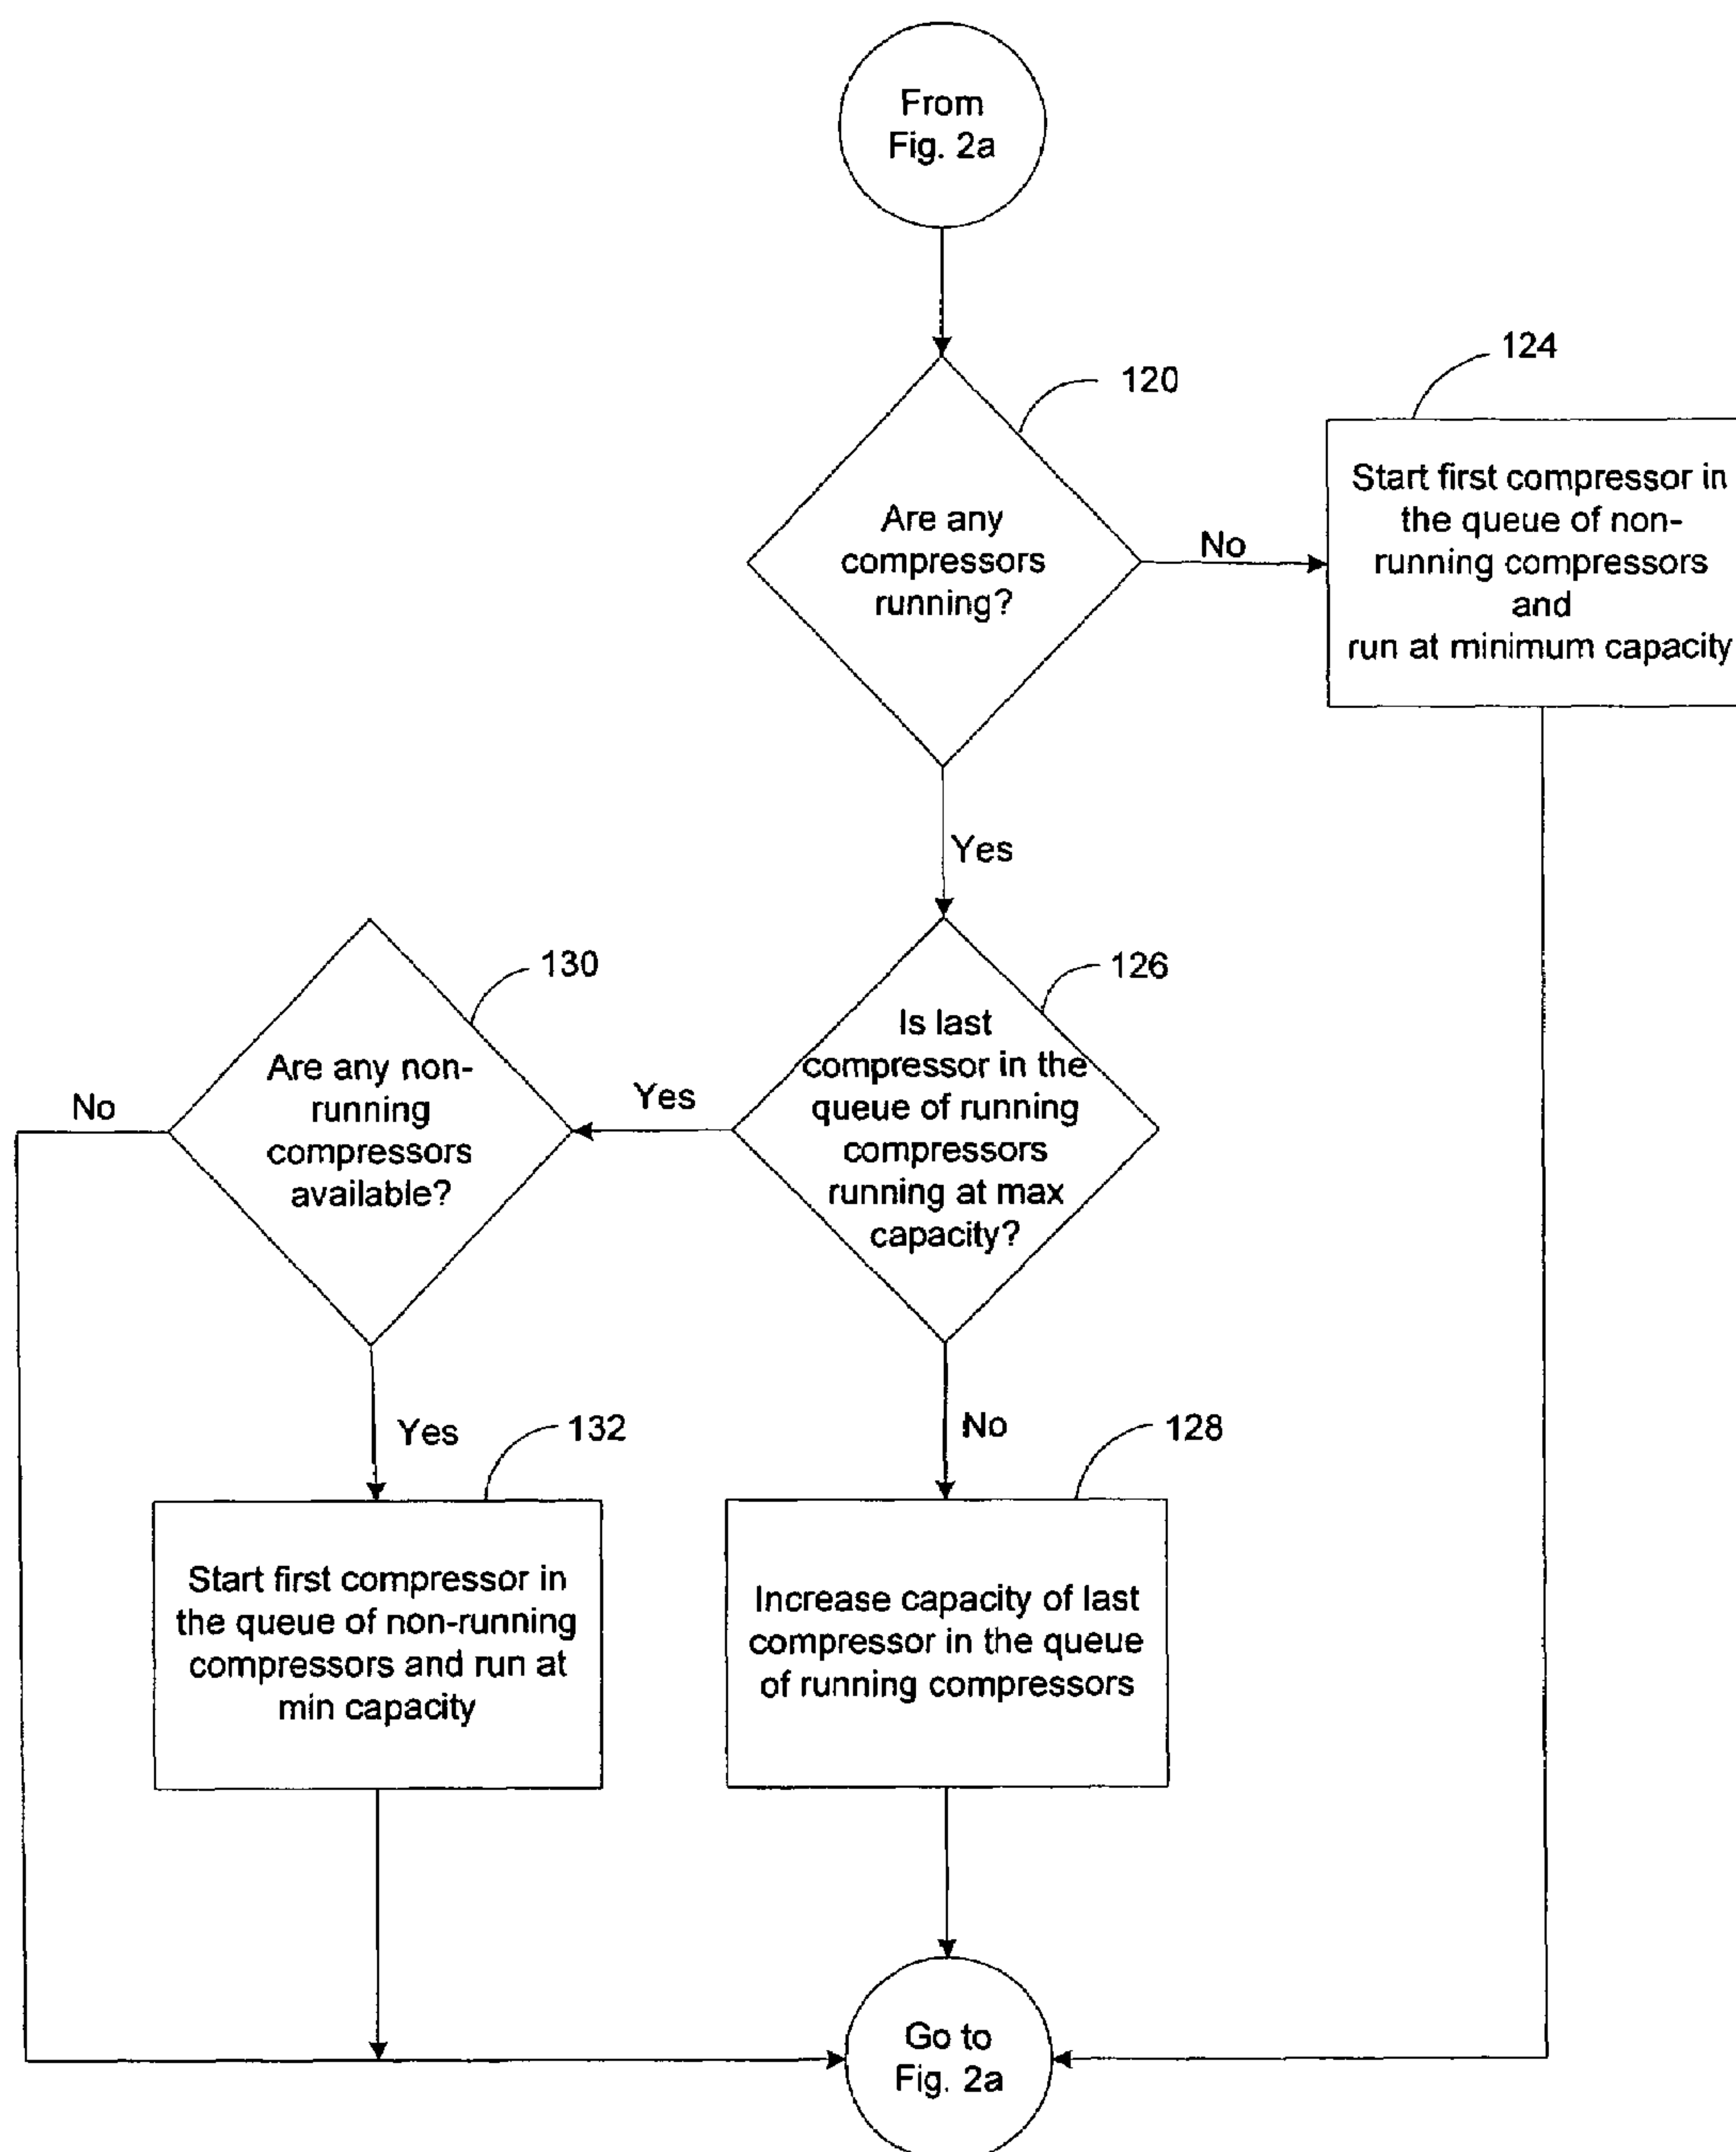 From
Fig. 2a
120
124
Are any
compressors
running?
No
Start first compressor in
the queue of non-
running compressors
and
run at minimum capacity
Yes
130
126
Are any non-
running
compressors
available?
No
Yes
Is last
compressor in the
queue of running
compressors
running at max
capacity?
Yes
132
No
128
Start first compressor in
the queue of non-running
compressors and run at
min capacity
Increase capacity of last
compressor in the queue
of running compressors
Go to
Fig. 2a